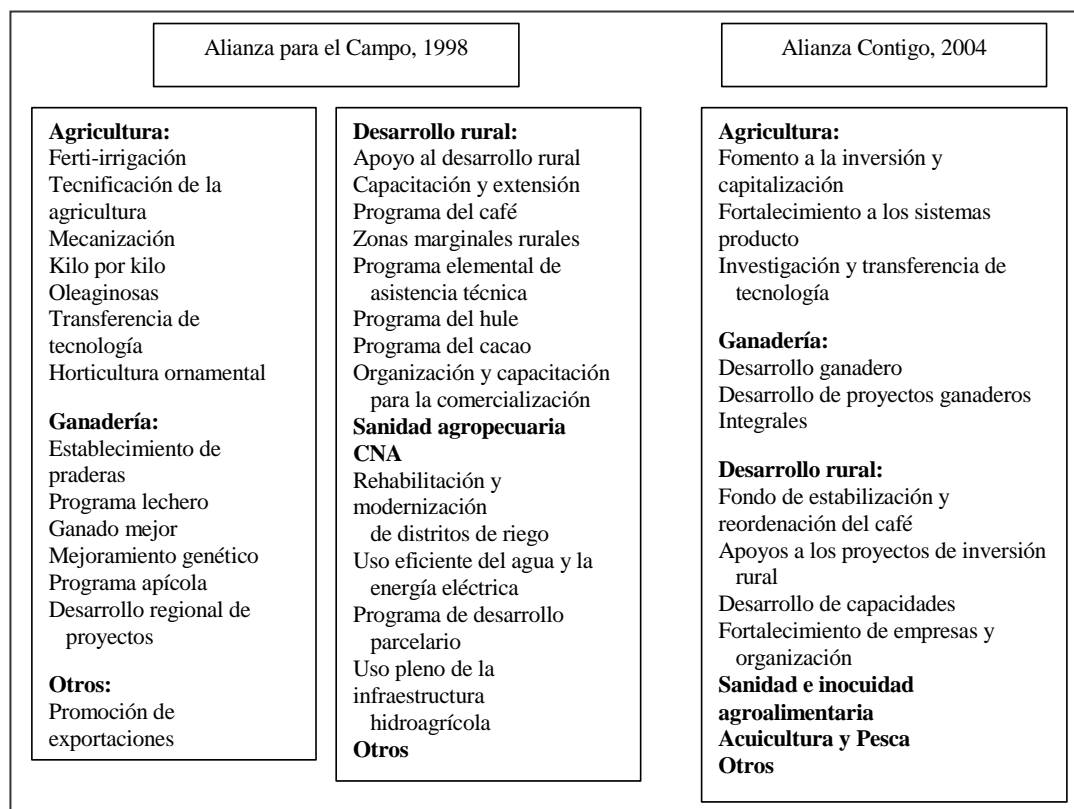 Alianza para el Campo, 1998
Alianza Contigo, 2004
Agricultura:
Ferti-irrigación
Tecnificación de la
agricultura
Mecanización
Kilo por kilo
Oleaginosas
Transferencia de
tecnología
Horticultura ornamental
Ganadería:
Establecimiento de
praderas
Programa lechero
Ganado mejor
Mejoramiento genético
Programa apícola
Desarrollo regional de
proyectos
Otros:
Promoción de
exportaciones
Desarrollo rural:
Apoyo al desarrollo rural
Capacitación y extensión
Programa del café
Zonas marginales rurales
Programa elemental de
asistencia técnica
Programa del hule
Programa del cacao
Organización y capacitación
para la comercialización
Sanidad agropecuaria
CNA
Rehabilitación y
modernización
de distritos de riego
Uso eficiente del agua y la
energía eléctrica
Programa de desarrollo
parcelario
Uso pleno de la
infraestructura
hidroagrícola
Otros
Agricultura:
Fomento a la inversión y
capitalización
Fortalecimiento a los sistemas
producto
Investigación y transferencia de
tecnología
Ganadería:
Desarrollo ganadero
Desarrollo de proyectos ganaderos
Integrales
Desarrollo rural:
Fondo de estabilización y
reordenación del café
Apoyos a los proyectos de inversión
rural
Desarrollo de capacidades
Fortalecimiento de empresas y
organización
Sanidad e inocuidad
agroalimentaria
Acuicultura y Pesca
Otros